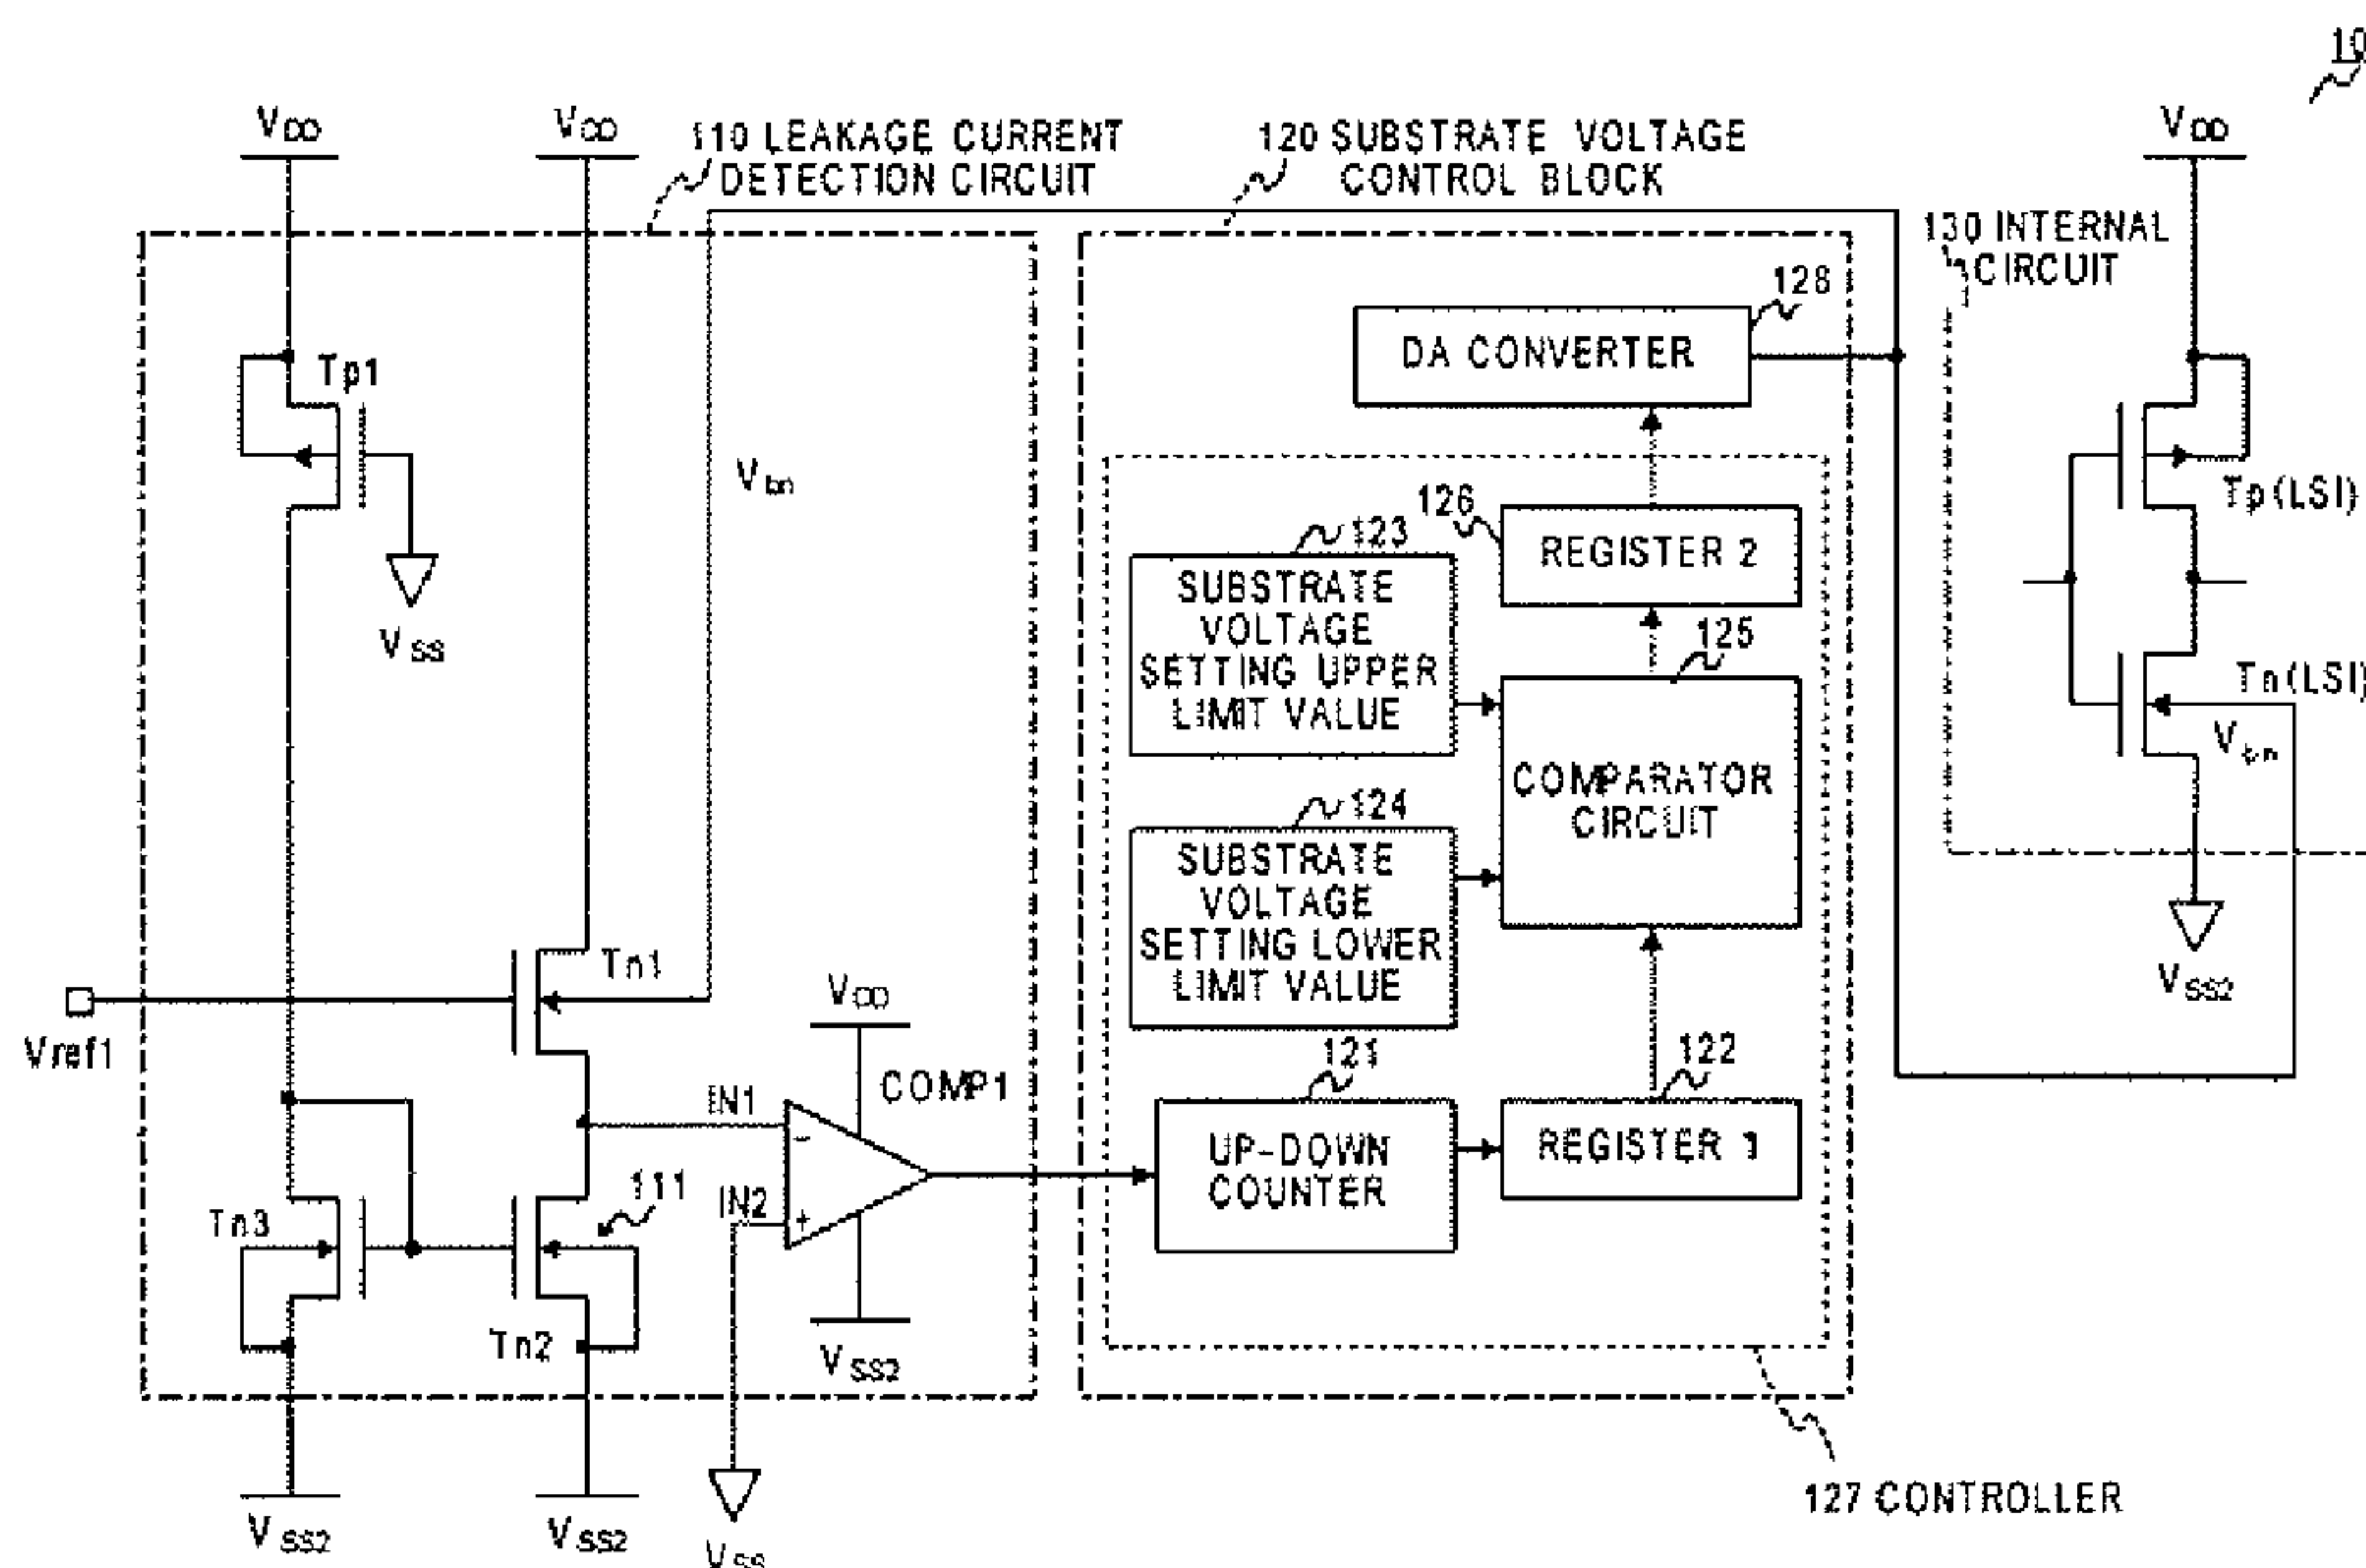 10
VDD
VDD
VDD
110 LEAKAGE CURRENT
DETECTION CIRCUIT
120 SUBSTRATE VOLTAGE
CONTROL BLOCK
130 INTERNAL
CIRCUIT
128
DA CONVERTER
Tp1
Vbn
VSS
126
REGISTER 2
123
SUBSTRATE
VOLTAGE
SETTING UPPER
LIMIT VALUE
125
COMPARATOR
CIRCUIT
124
SUBSTRATE
VOLTAGE
SETTING LOWER
LIMIT VALUE
Tp(LSI)
Tn(LSI)
Vbn
VSS2
Tn1
Vref1
VDD
COMP1
IN1
-
IN2
+
VSS2
121
UP-DOWN
COUNTER
122
REGISTER 1
111
Tn3
Tn2
VSS2
VSS2
VSS
127 CONTROLLER